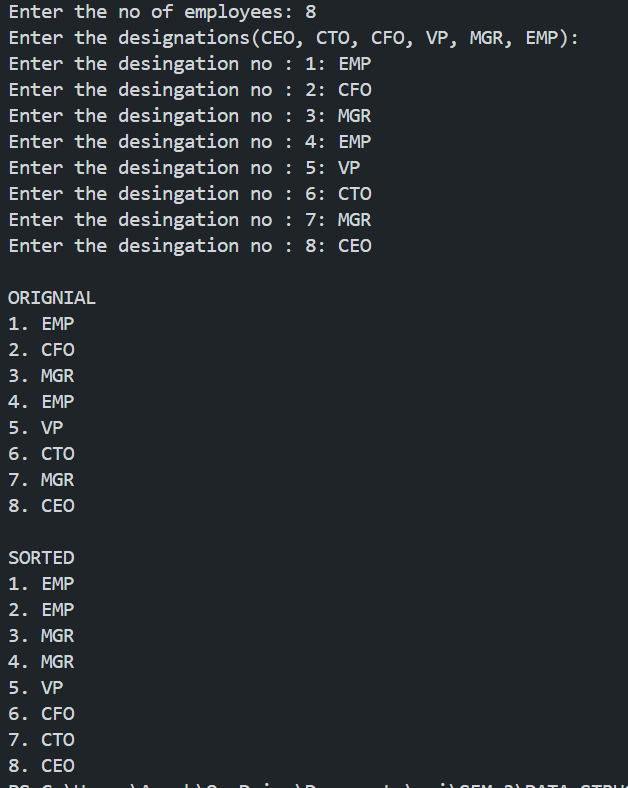 Enter the no of employees: 8
Enter the designations(CEO, CTO, CFO, VP, MGR, EMP):
Enter the desingation no : 1: EMP
Enter the desingation no : 2: CFO
Enter the desingation no : 3: MGR
Enter the desingation no : 4: EMP
Enter the desingation no : 5: VP
Enter the desingation no : 6: CTO
Enter the desingation no : 7: MGR
Enter the desingation no : 8: CEO
ORIGNIAL
1. EMP
2. CFO
3. MGR
4. EMP
5. VP
6. CTO
7. MGR
8. CEO
SORTED
1. EMP
2. EMP
3. MGR
4. MGR
5. VP
6. CFO
7. CTO
8. CEO